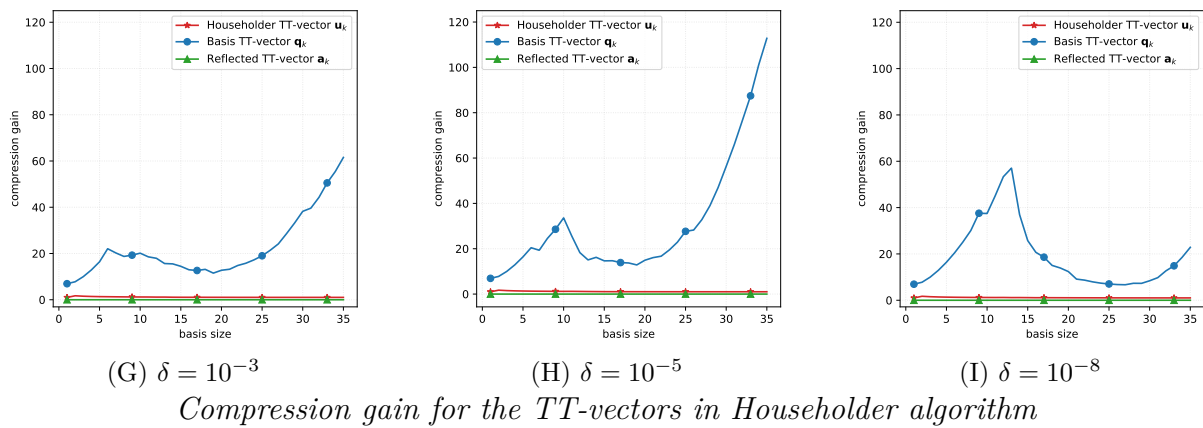 120
100
80
60
40
20
0
compression gain
Householder TT-vector u_k
Basis TT-vector q_k
Reflected TT-vector a_k
0 5 10 15 20 25 30 35
basis size
(G) δ = 10^{-3}
120
100
80
60
40
20
0
compression gain
Householder TT-vector u_k
Basis TT-vector q_k
Reflected TT-vector a_k
0 5 10 15 20 25 30 35
basis size
(H) δ = 10^{-5}
120
100
80
60
40
20
0
compression gain
Householder TT-vector u_k
Basis TT-vector q_k
Reflected TT-vector a_k
0 5 10 15 20 25 30 35
basis size
(I) δ = 10^{-8}
Compression gain for the TT-vectors in Householder algorithm